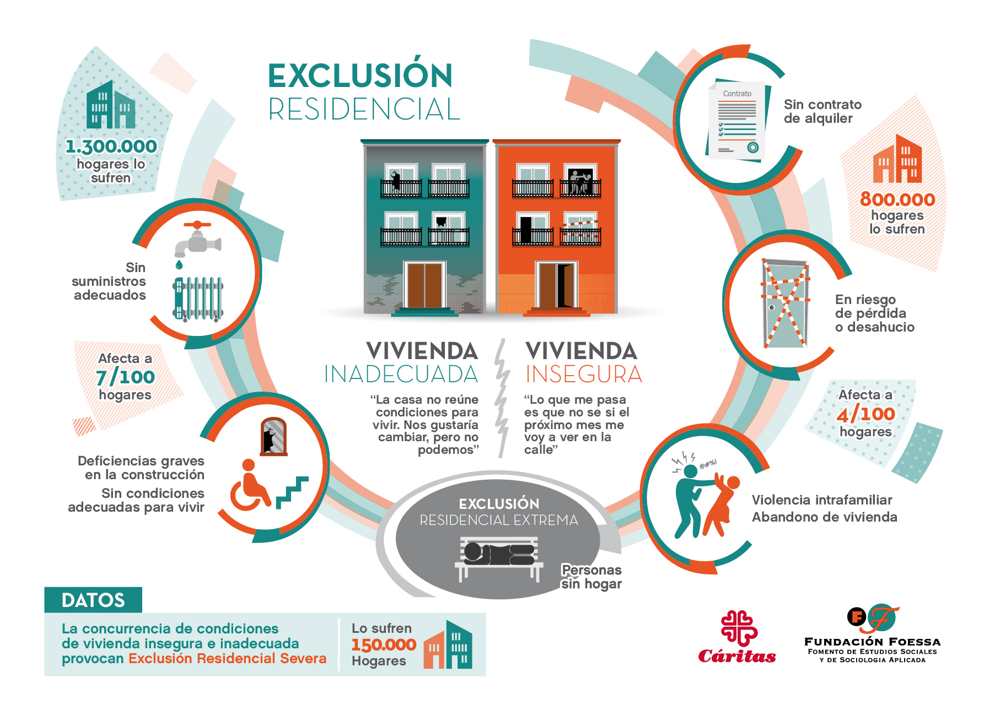 EXCLUSIÓN
RESIDENCIAL
1.300.000
hogares lo
sufren
Sin
suministros
adecuados
Afecta a
7/100
hogares
Deficiencias graves
en la construcción
Sin condiciones
adecuadas para vivir
VIVIENDA
INADECUADA
“La casa no reúne
condiciones para
vivir. Nos gustaría
cambiar, pero no
podemos”
VIVIENDA
INSEGURA
“Lo que me pasa
es que no se si el
próximo mes me
voy a ver en la
calle”
Contrato
Sin contrato
de alquiler
800.000
hogares
lo sufren
En riesgo
de pérdida
o desahucio
Afecta a
4/100
hogares
@#%!
Violencia intrafamiliar
Abandono de vivienda
EXCLUSIÓN
RESIDENCIAL EXTREMA
Personas
sin hogar
DATOS
La concurrencia de condiciones
de vivienda insegura e inadecuada
provocan Exclusión Residencial Severa
Lo sufren
150.000
Hogares
Cáritas
F F
FUNDACIÓN FOESSA
FOMENTO DE ESTUDIOS SOCIALES
Y DE SOCIOLOGIA APLICADA